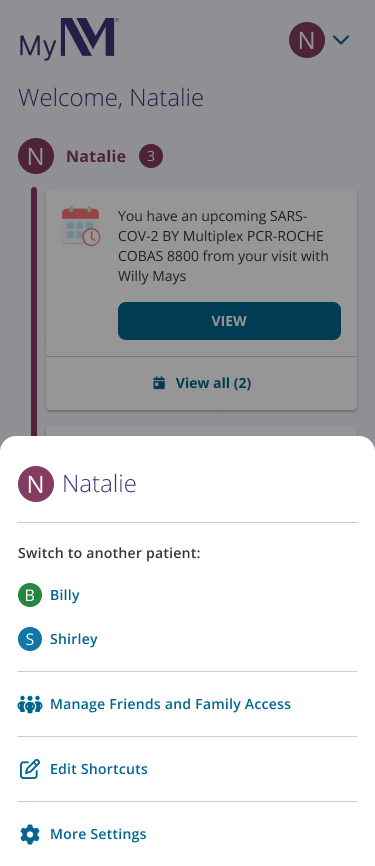 My NM
N
Welcome, Natalie
N Natalie 3
You have an upcoming SARS-
COV-2 BY Multiplex PCR-ROCHE
COBAS 8800 from your visit with
Willy Mays
VIEW
View all (2)
N Natalie
Switch to another patient:
B Billy
S Shirley
Manage Friends and Family Access
Edit Shortcuts
More Settings